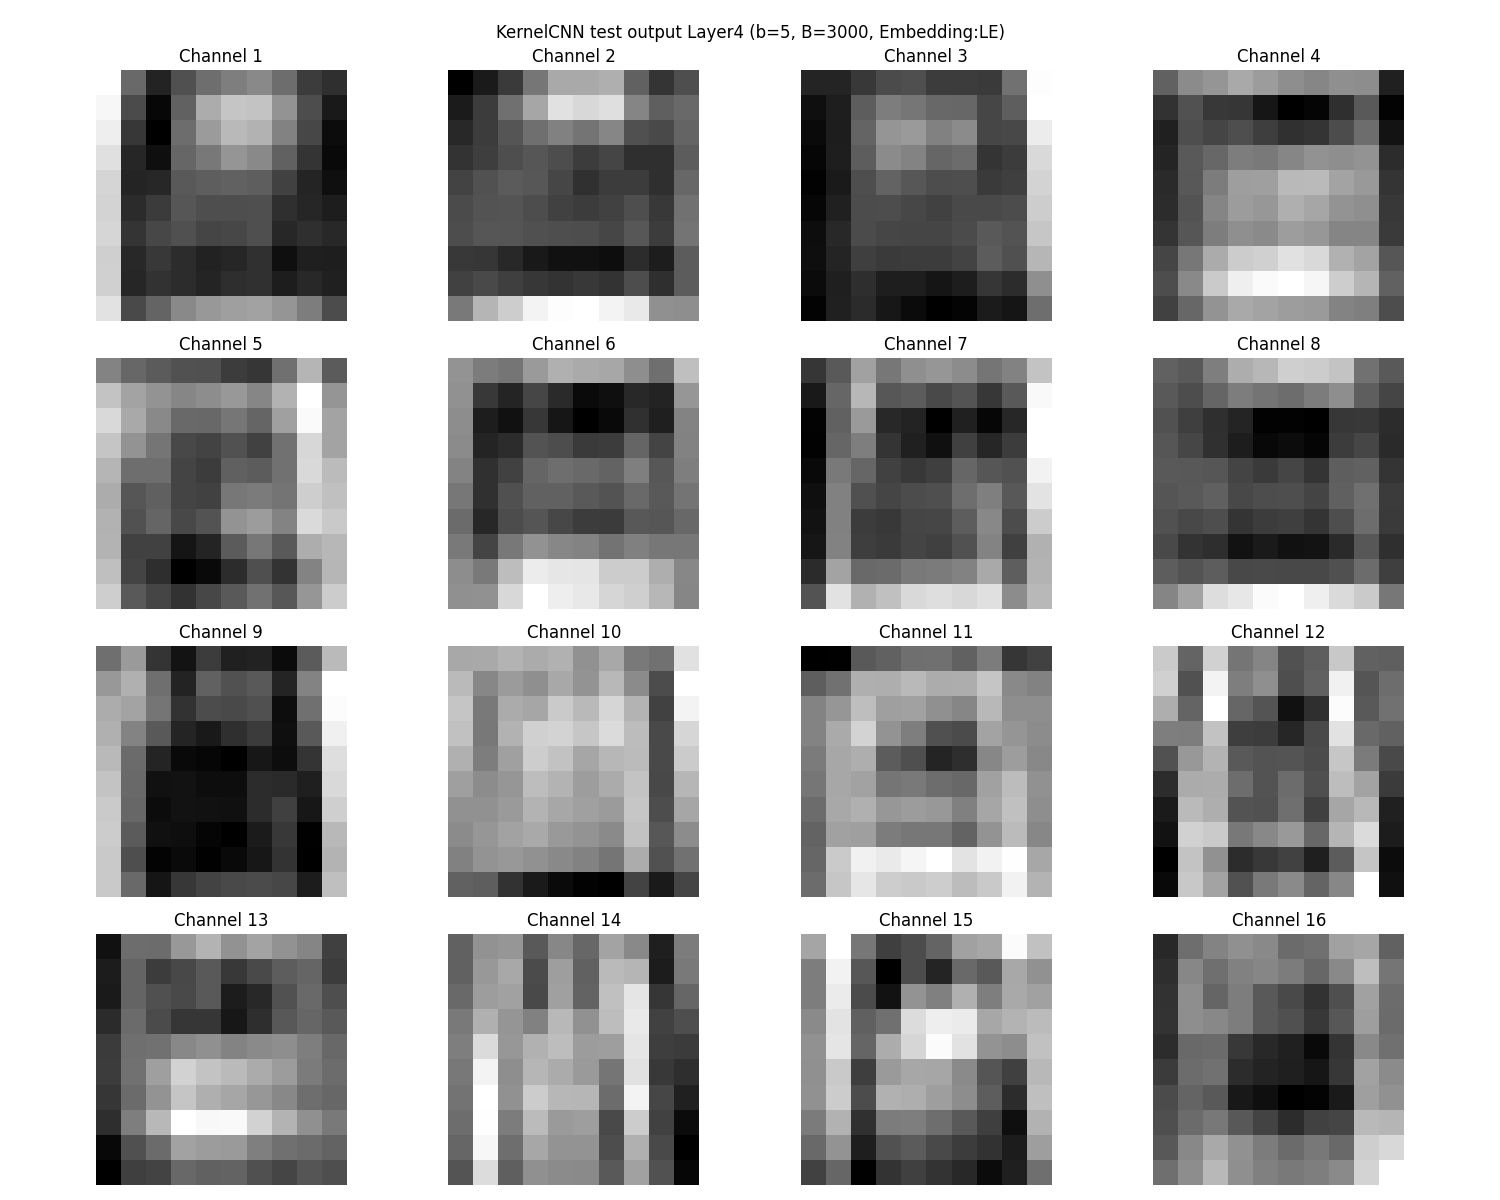 KernelCNN test output Layer4 (b=5, B=3000, Embedding:LE)
Channel 1
Channel 2
Channel 3
Channel 4
Channel 5
Channel 6
Channel 7
Channel 8
Channel 9
Channel 10
Channel 11
Channel 12
Channel 13
Channel 14
Channel 15
Channel 16